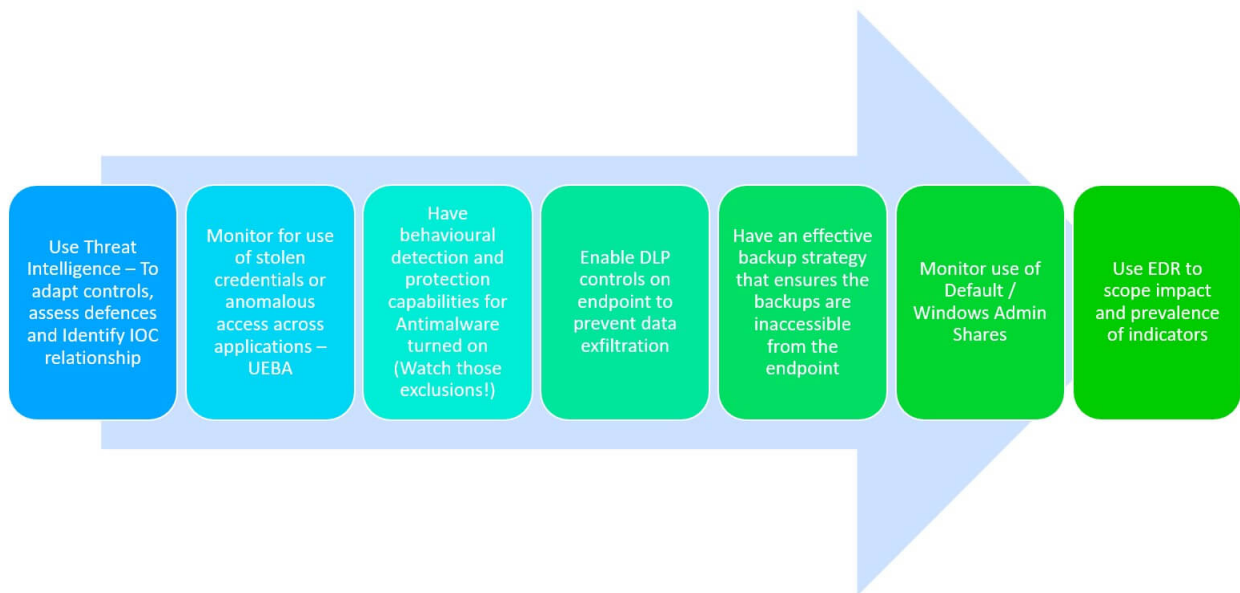 Use Threat
Intelligence – To
adapt controls,
assess defences
and Identify IOC
relationship
Monitor for use
of stolen
credentials or
anomalous
access across
applications –
UEBA
Have
behavioural
detection and
protection
capabilities for
Antimalware
turned on
(Watch those
exclusions!)
Enable DLP
controls on
endpoint to
prevent data
exfiltration
Have an effective
backup strategy
that ensures the
backups are
inaccessible
from the
endpoint
Monitor use of
Default /
Windows Admin
Shares
Use EDR to
scope impact
and prevalence
of indicators